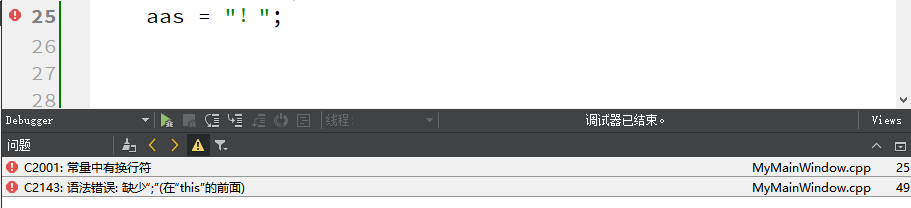 25 aas = "！";
26
27
28
Debugger 线程： 调试器已结束。 Views
问题
C2001: 常量中有换行符 MyMainWindow.cpp 25
C2143: 语法错误: 缺少";"(在"this"的前面) MyMainWindow.cpp 49